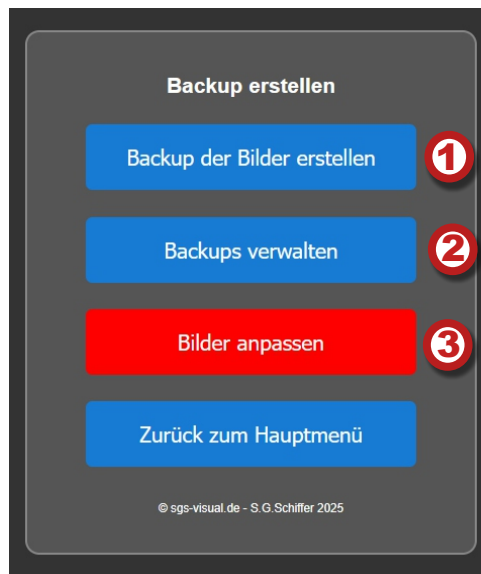 Backup erstellen
Backup der Bilder erstellen
1
Backups verwalten
2
Bilder anpassen
3
Zurück zum Hauptmenü
© sgs-visual.de - S.G.Schiffer 2025